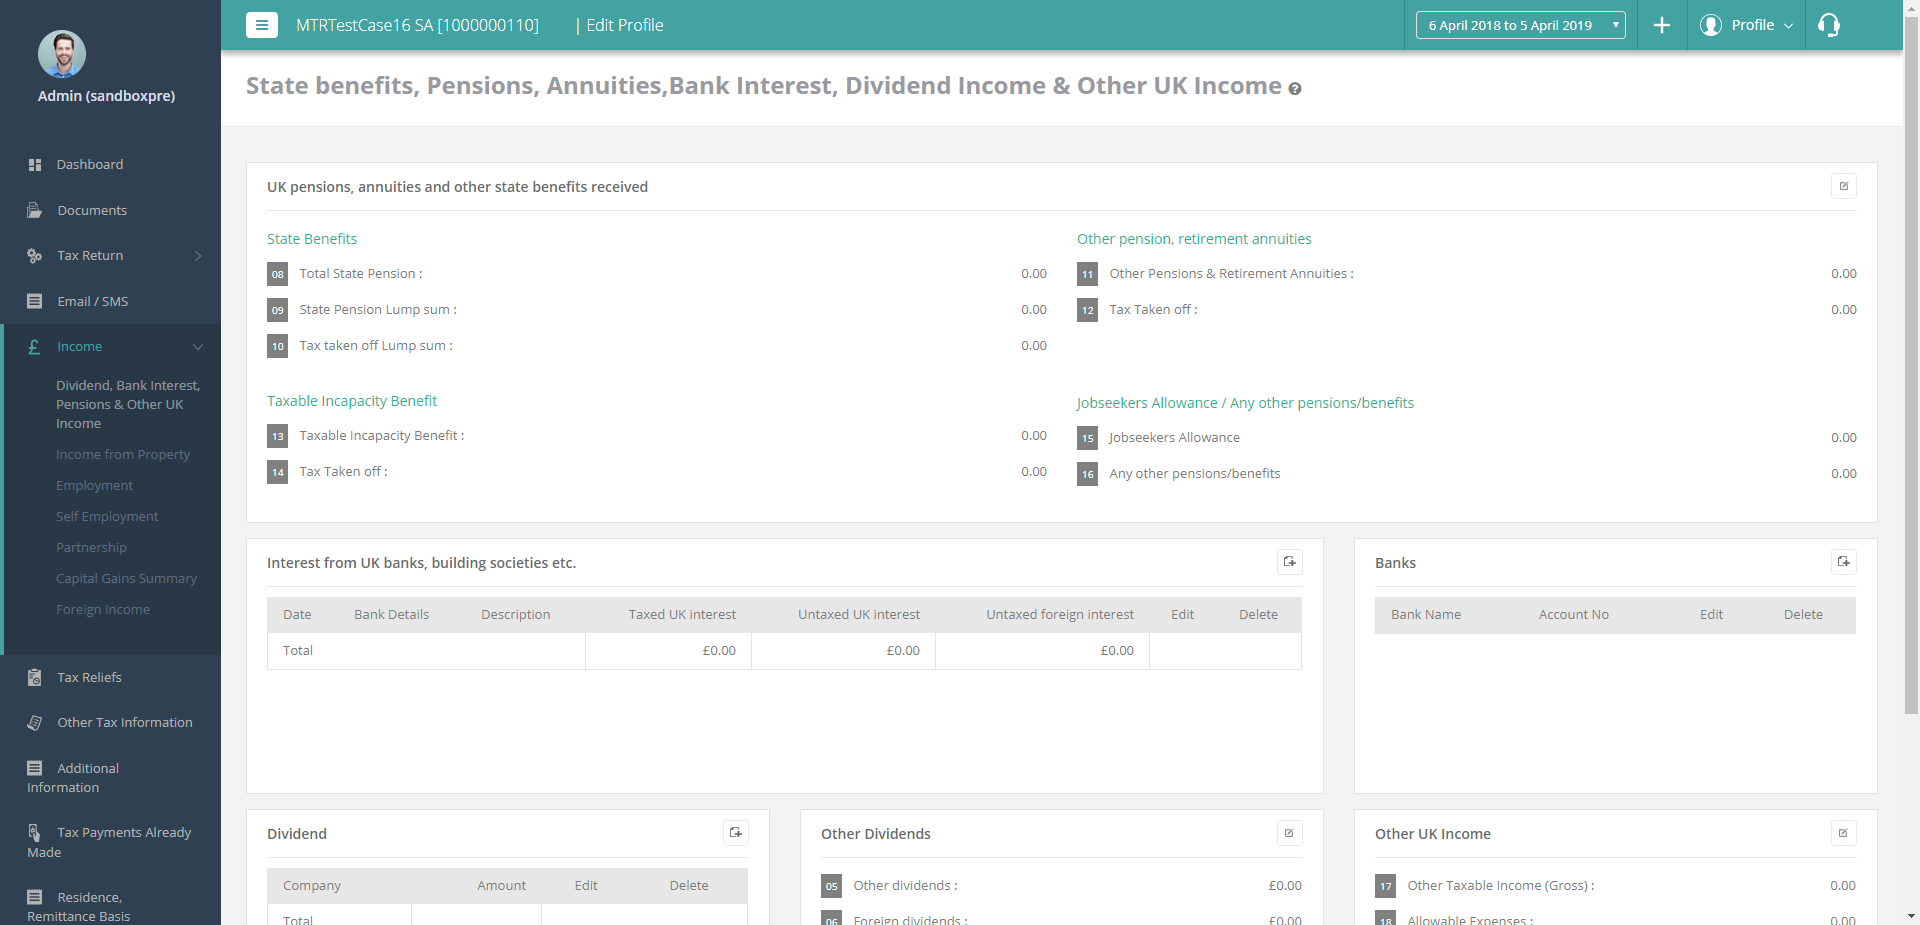 MTRTestCase16 SA [1000000110] | Edit Profile
6 April 2018 to 5 April 2019
Profile
Admin (sandboxpre)
Dashboard
Documents
Tax Return
Email / SMS
Income
Dividend, Bank Interest,
Pensions & Other UK
Income
Income from Property
Employment
Self Employment
Partnership
Capital Gains Summary
Foreign Income
Tax Reliefs
Other Tax Information
Additional
Information
Tax Payments Already
Made
Residence,
Remittance Basis
State benefits, Pensions, Annuities,Bank Interest, Dividend Income & Other UK Income ?
UK pensions, annuities and other state benefits received
State Benefits
08 Total State Pension : 0.00
09 State Pension Lump sum : 0.00
10 Tax taken off Lump sum : 0.00
Other pension, retirement annuities
11 Other Pensions & Retirement Annuities : 0.00
12 Tax Taken off : 0.00
Taxable Incapacity Benefit
13 Taxable Incapacity Benefit : 0.00
14 Tax Taken off : 0.00
Jobseekers Allowance / Any other pensions/benefits
15 Jobseekers Allowance 0.00
16 Any other pensions/benefits 0.00
Interest from UK banks, building societies etc.
Date Bank Details Description Taxed UK interest Untaxed UK interest Untaxed foreign interest Edit Delete
Total £0.00 £0.00 £0.00
Banks
Bank Name Account No Edit Delete
Dividend
Company Amount Edit Delete
Total
Other Dividends
05 Other dividends : £0.00
06 Foreign dividends : £0.00
Other UK Income
17 Other Taxable Income (Gross) : 0.00
18 Allowable Expenses : 0.00